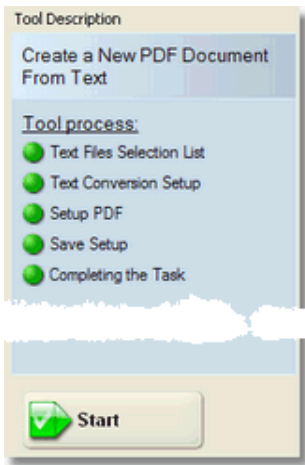 Tool Description
Create a New PDF Document
From Text
Tool process:
Text Files Selection List
Text Conversion Setup
Setup PDF
Save Setup
Completing the Task
Start